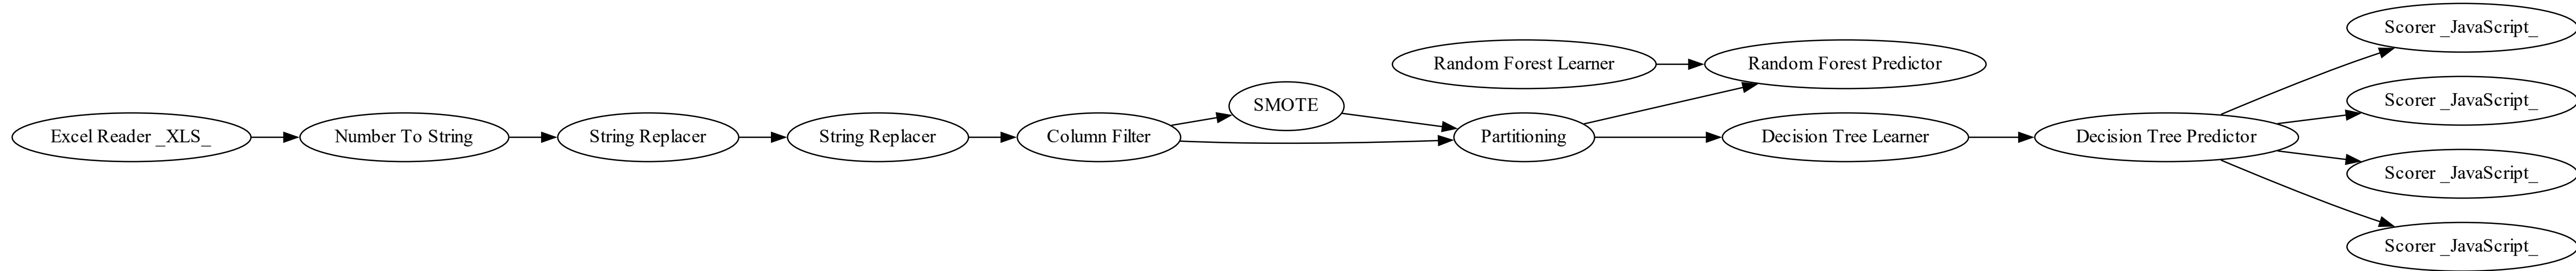 Excel Reader _XLS_
Number To String
String Replacer
String Replacer
Column Filter
SMOTE
Partitioning
Random Forest Learner
Random Forest Predictor
Decision Tree Learner
Decision Tree Predictor
Scorer _JavaScript_
Scorer _JavaScript_
Scorer _JavaScript_
Scorer _JavaScript_